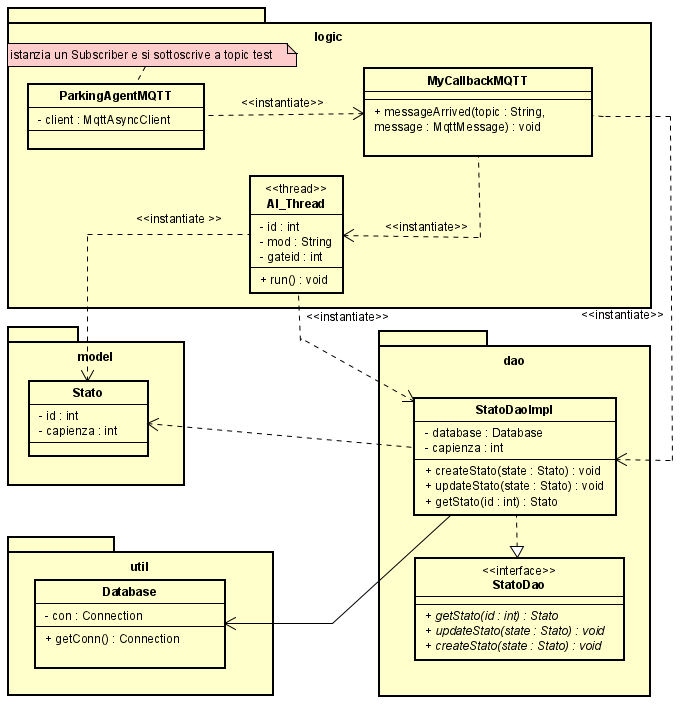 logic
istanzia un Subscriber e si sottoscrive a topic test
ParkingAgentMQTT
- client : MqttAsyncClient
<<instantiate>>
MyCallbackMQTT
+ messageArrived(topic : String,
message : MqttMessage) : void
<<thread>>
AI_Thread
- id : int
- mod : String
- gateid : int
+ run() : void
<<instantiate >>
<<instantiate>>
<<instantiate>>
<<instantiate>>
model
Stato
- id : int
- capienza : int
dao
StatoDaoImpl
- database : Database
- capienza : int
+ createStato(state : Stato) : void
+ updateStato(state : Stato) : void
+ getStato(id : int) : Stato
<<interface>>
StatoDao
+ getStato(id : int) : Stato
+ updateStato(state : Stato) : void
+ createStato(state : Stato) : void
util
Database
- con : Connection
+ getConn() : Connection